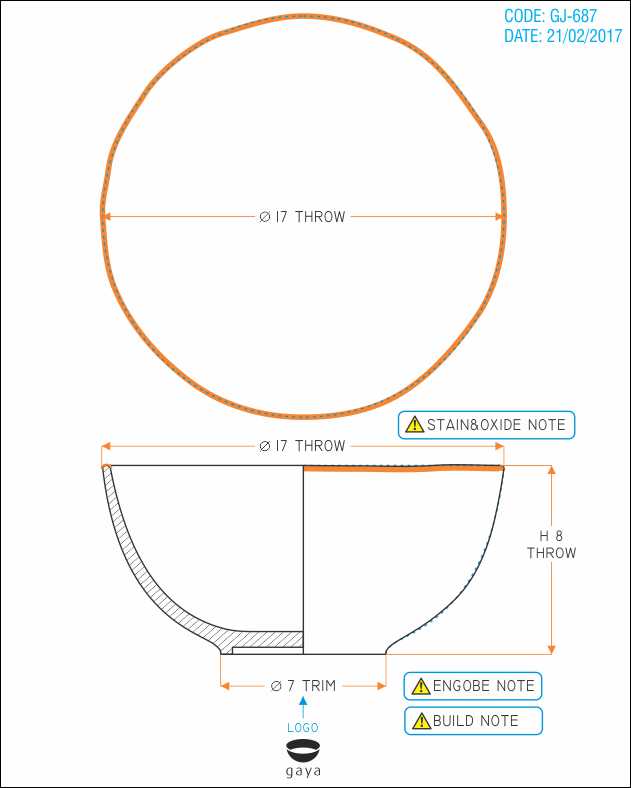 CODE: GJ-687
DATE: 21/02/2017
Ø 17 THROW
STAIN&OXIDE NOTE
Ø 17 THROW
H 8
THROW
Ø 7 TRIM
ENGOBE NOTE
BUILD NOTE
LOGO
gaya